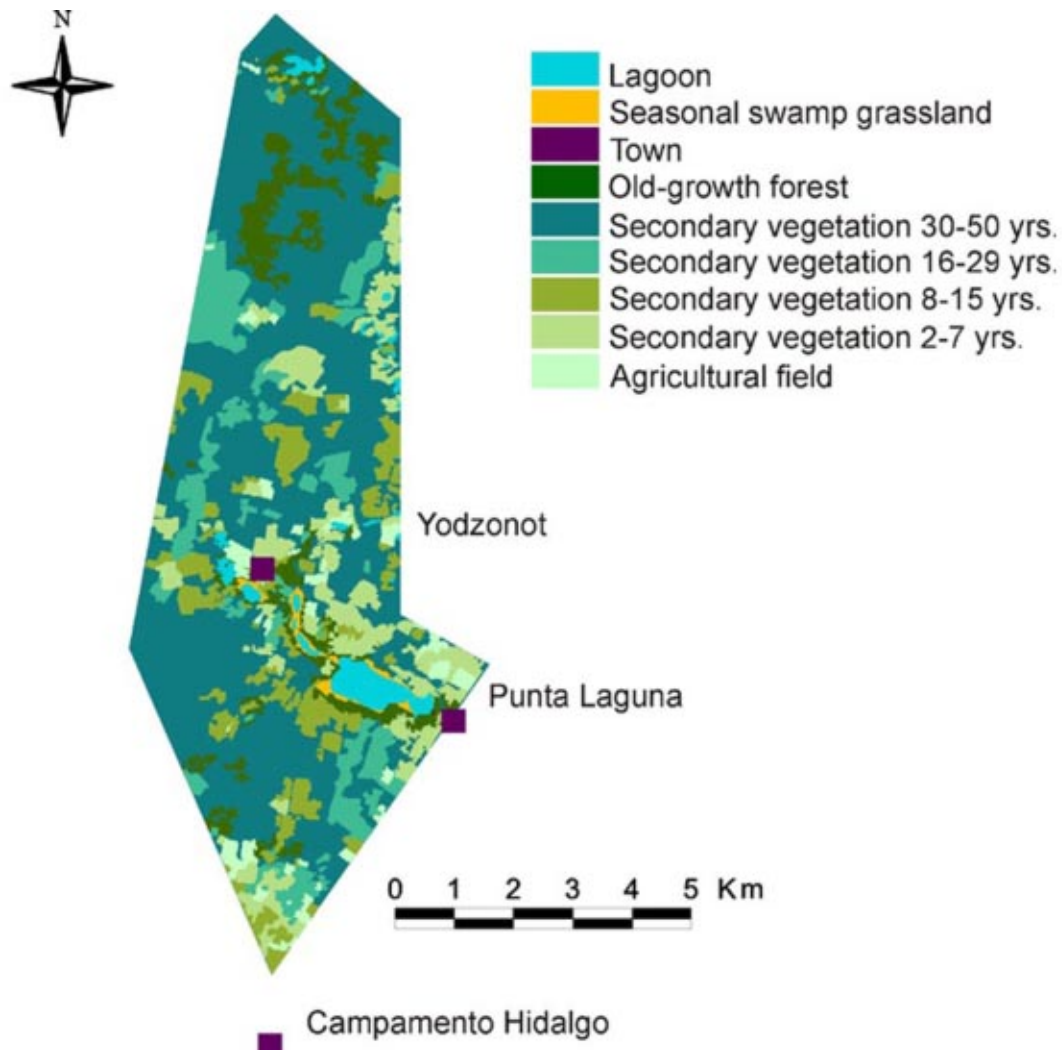 N
Lagoon
Seasonal swamp grassland
Town
Old-growth forest
Secondary vegetation 30-50 yrs.
Secondary vegetation 16-29 yrs.
Secondary vegetation 8-15 yrs.
Secondary vegetation 2-7 yrs.
Agricultural field
Yodzonot
Punta Laguna
0 1 2 3 4 5 Km
Campamento Hidalgo